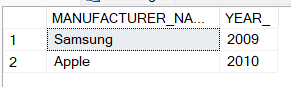 MANUFACTURER_NA... YEAR_
1 Samsung 2009
2 Apple 2010